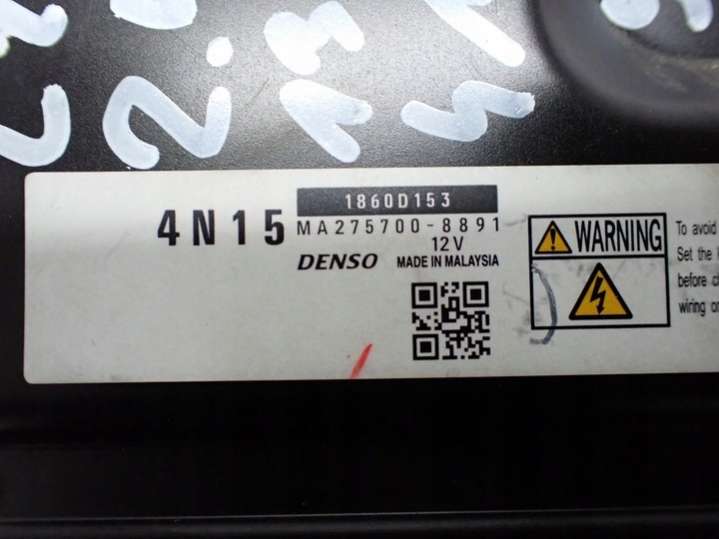 1860D153
4N15
MA275700-8891
12V
DENSO MADE IN MALAYSIA
WARNING
To avoid
Set the
before
wiring